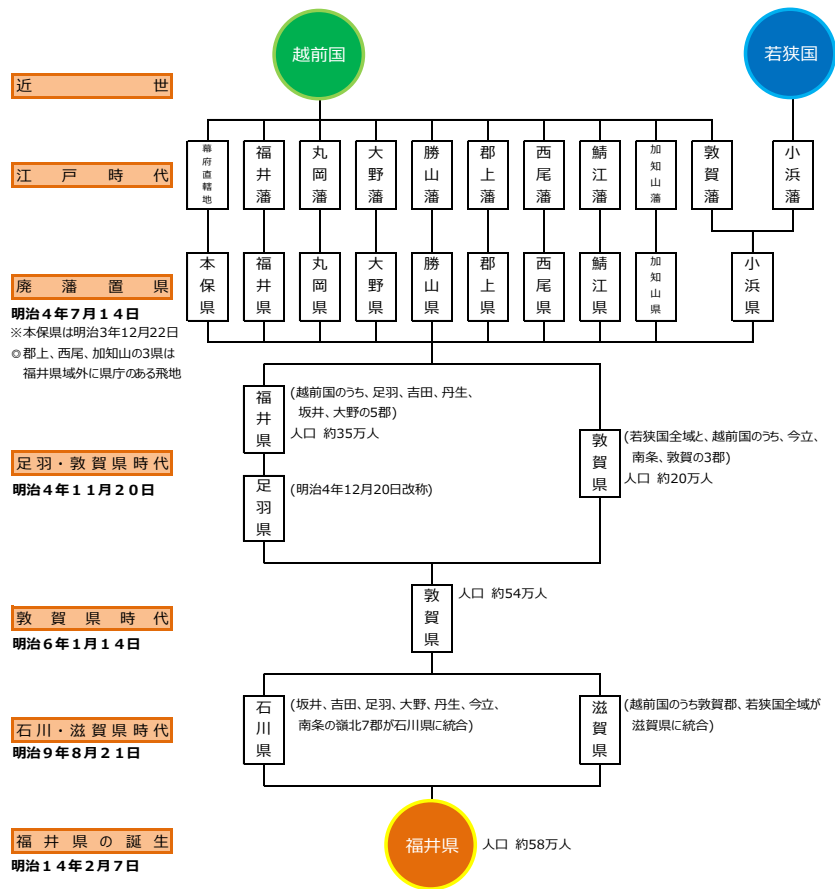 越前国
若狭国
近世
江戸時代
幕府直轄地
福井藩
丸岡藩
大野藩
勝山藩
郡上藩
西尾藩
鯖江藩
加知山藩
敦賀藩
小浜藩
廃藩置県
明治4年7月14日
※本保県は明治3年12月22日
◎郡上、西尾、加知山の3県は
福井県域外に県庁のある飛地
本保県
福井県
丸岡県
大野県
勝山県
郡上県
西尾県
鯖江県
加知山県
小浜県
足羽・敦賀県時代
明治4年11月20日
福井県
(越前国のうち、足羽、吉田、丹生、
坂井、大野の5郡)
人口 約35万人
足羽県
(明治4年12月20日改称)
敦賀県
(若狭国全域と、越前国のうち、今立、
南条、敦賀の3郡)
人口 約20万人
敦賀県時代
明治6年1月14日
敦賀県
人口 約54万人
石川・滋賀県時代
明治9年8月21日
石川県
(坂井、吉田、足羽、大野、丹生、今立、
南条の嶺北7郡が石川県に統合)
滋賀県
(越前国のうち敦賀郡、若狭国全域が
滋賀県に統合)
福井県の誕生
明治14年2月7日
福井県
人口 約58万人